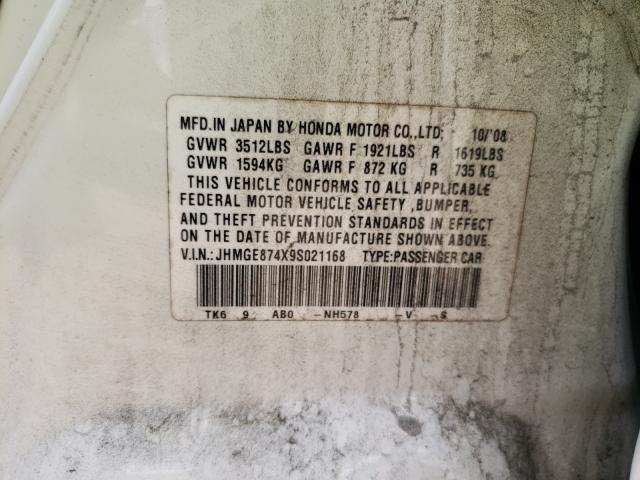 MFD.IN JAPAN BY HONDA MOTOR CO.,LTD; 10/'08
GVWR 3512LBS GAWR F 1921LBS R 1619LBS
GVWR 1594KG GAWR F 872 KG R 735 KG
THIS VEHICLE CONFORMS TO ALL APPLICABLE
FEDERAL MOTOR VEHICLE SAFETY ,BUMPER,
AND THEFT PREVENTION STANDARDS IN EFFECT
ON THE DATE OF MANUFACTURE SHOWN ABOVE.
V.I.N.:JHMGE874X9S021168 TYPE:PASSENGER CAR
TK6 9 AB0 -NH578 -V -S